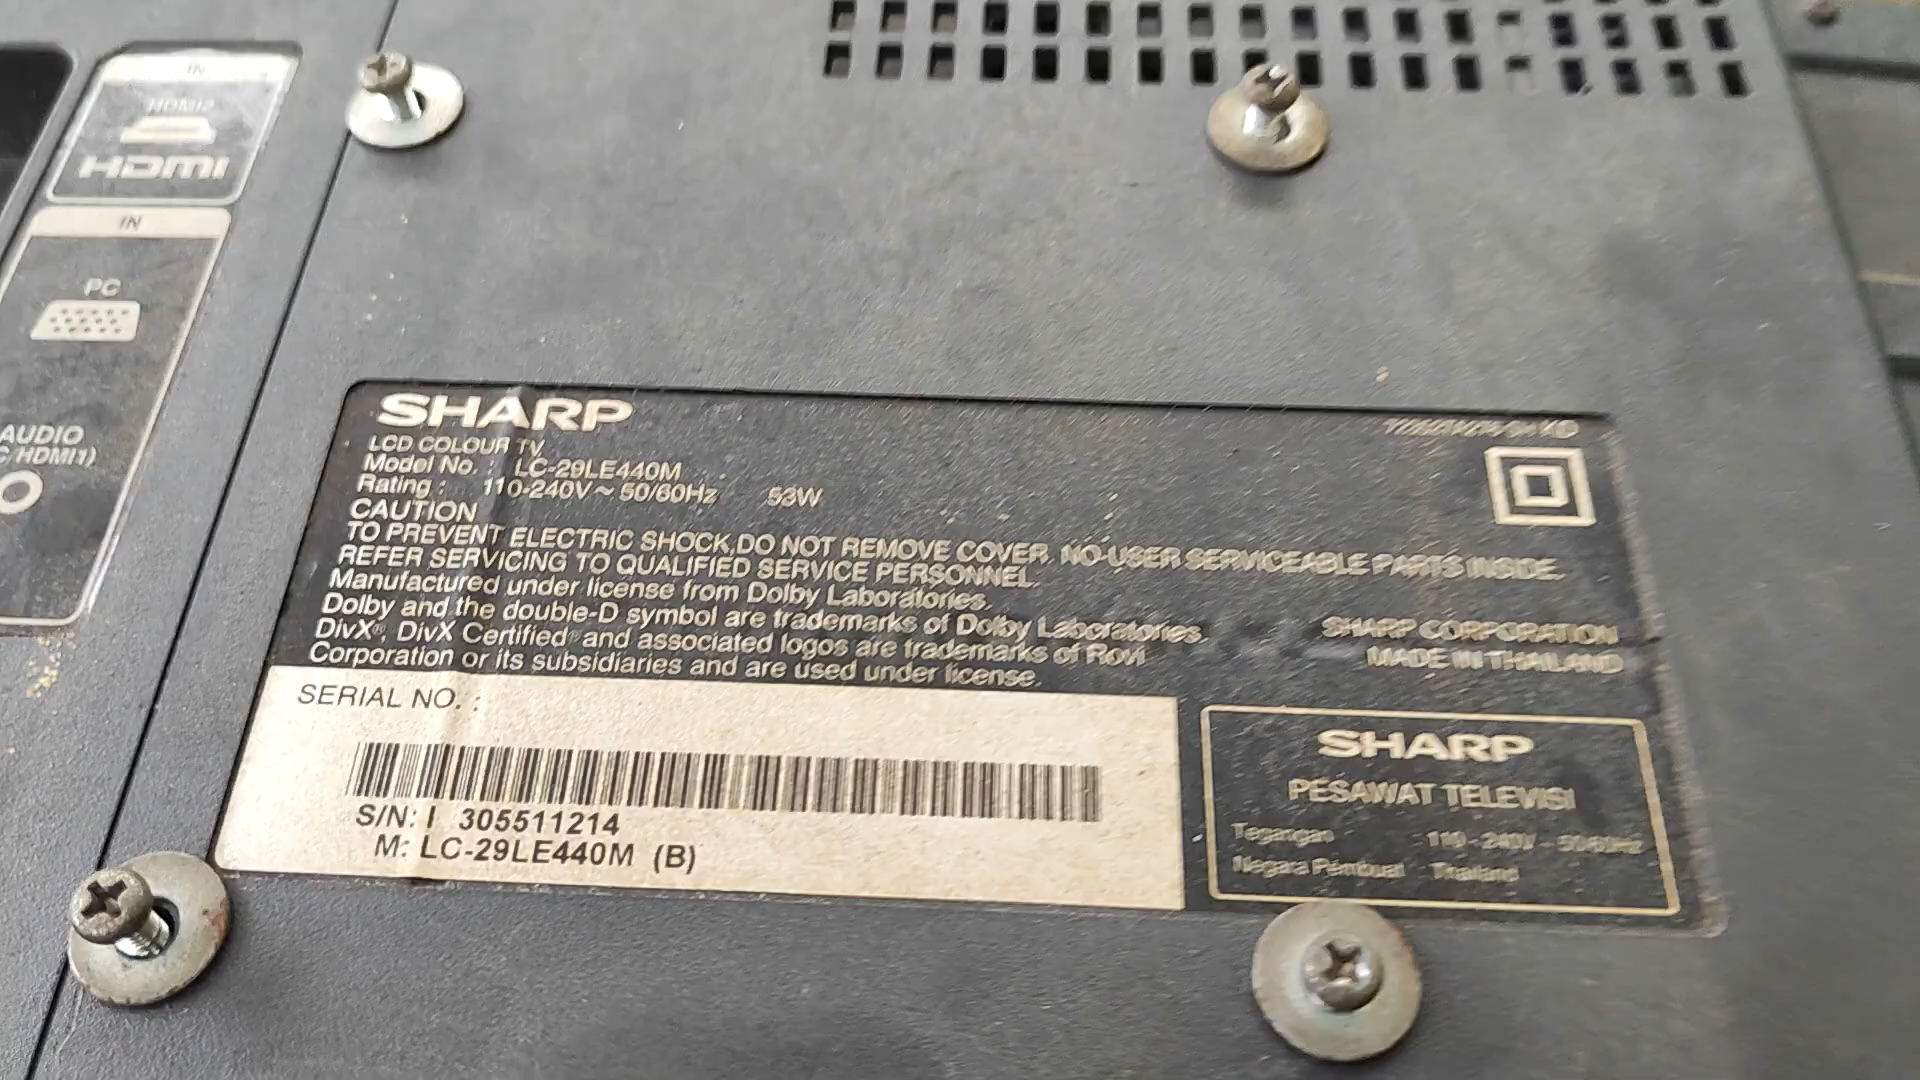 IN
HDMI2
HDMI
IN
PC
AUDIO
HDMI1)
SHARP
LCD COLOUR TV
Model No. : LC-29LE440M
Rating : 110-240V~ 50/60Hz 53W
CAUTION
TO PREVENT ELECTRIC SHOCK,DO NOT REMOVE COVER. NO USER SERVICEABLE PARTS INSIDE.
REFER SERVICING TO QUALIFIED SERVICE PERSONNEL.
Manufactured under license from Dolby Laboratories.
Dolby and the double-D symbol are trademarks of Dolby Laboratories.
DivX®, DivX Certified® and associated logos are trademarks of Rovi
Corporation or its subsidiaries and are used under license.
SHARP CORPORATION
MADE IN THAILAND
SERIAL NO. :
S/N: I 305511214
M: LC-29LE440M (B)
SHARP
PESAWAT TELEVISI
Tegangan 110 - 240V ~ 50/60Hz
Negara Pembuat Thailand